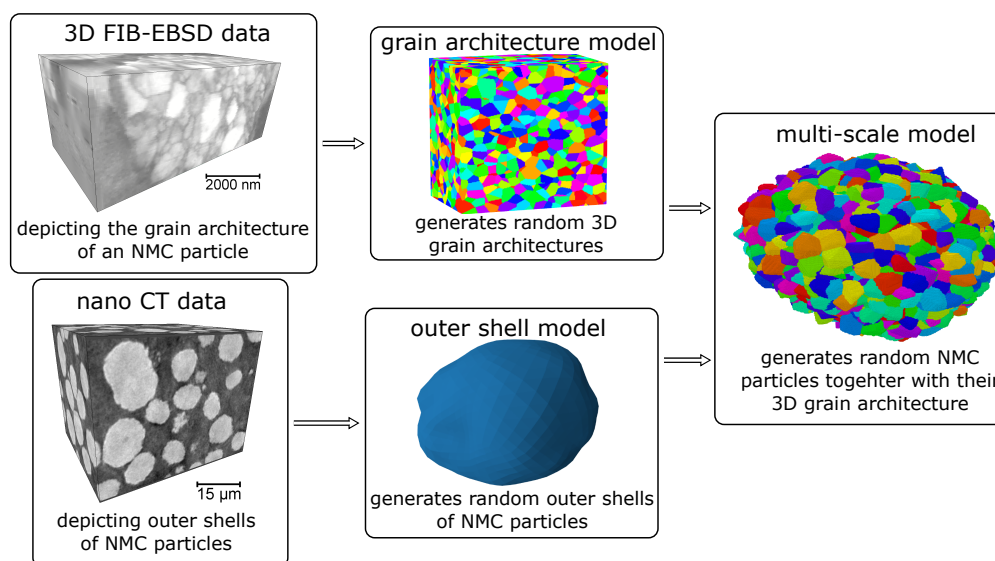 3D FIB-EBSD data
2000 nm
depicting the grain architecture
of an NMC particle
grain architecture model
generates random 3D
grain architectures
nano CT data
15 µm
depicting outer shells
of NMC particles
outer shell model
generates random outer shells
of NMC particles
multi-scale model
generates random NMC
particles togehter with their
3D grain architecture